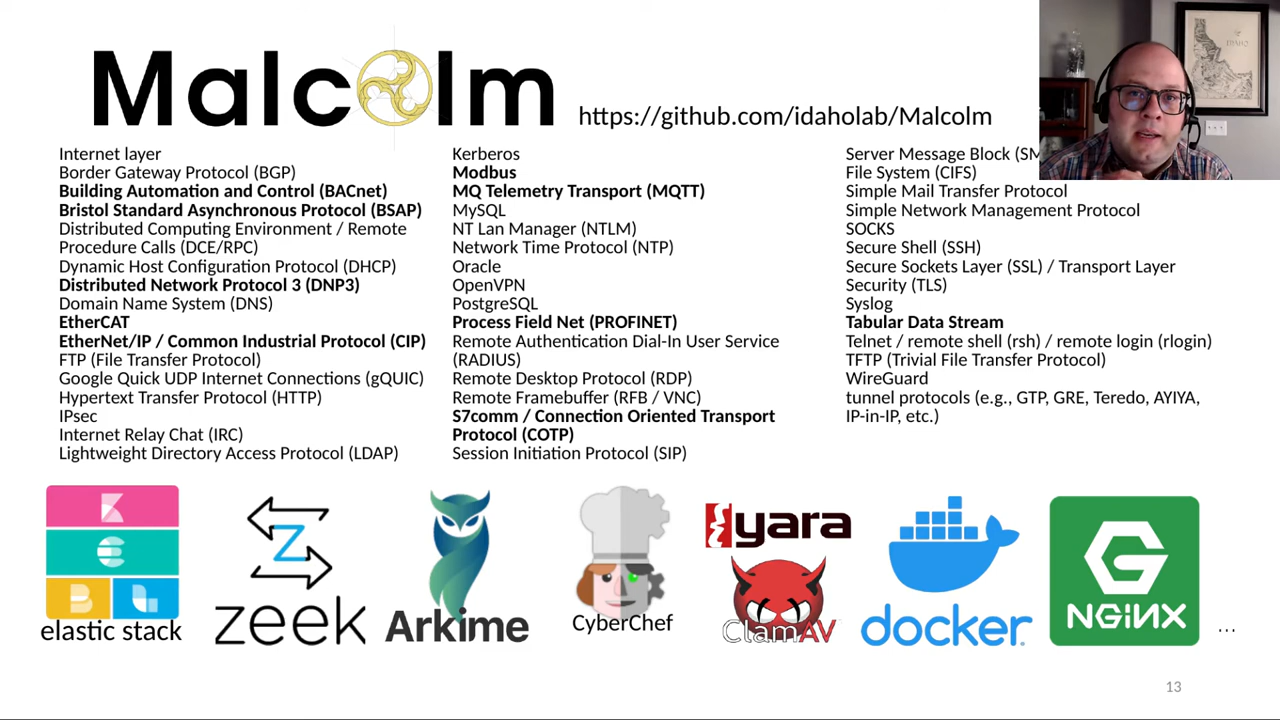 Malcolm
https://github.com/idaholab/Malcolm
Internet layer
Border Gateway Protocol (BGP)
Building Automation and Control (BACnet)
Bristol Standard Asynchronous Protocol (BSAP)
Distributed Computing Environment / Remote
Procedure Calls (DCE/RPC)
Dynamic Host Configuration Protocol (DHCP)
Distributed Network Protocol 3 (DNP3)
Domain Name System (DNS)
EtherCAT
EtherNet/IP / Common Industrial Protocol (CIP)
FTP (File Transfer Protocol)
Google Quick UDP Internet Connections (gQUIC)
Hypertext Transfer Protocol (HTTP)
IPsec
Internet Relay Chat (IRC)
Lightweight Directory Access Protocol (LDAP)
Kerberos
Modbus
MQ Telemetry Transport (MQTT)
MySQL
NT Lan Manager (NTLM)
Network Time Protocol (NTP)
Oracle
OpenVPN
PostgreSQL
Process Field Net (PROFINET)
Remote Authentication Dial-In User Service
(RADIUS)
Remote Desktop Protocol (RDP)
Remote Framebuffer (RFB / VNC)
S7comm / Connection Oriented Transport
Protocol (COTP)
Session Initiation Protocol (SIP)
Server Message Block (SM
File System (CIFS)
Simple Mail Transfer Protocol
Simple Network Management Protocol
SOCKS
Secure Shell (SSH)
Secure Sockets Layer (SSL) / Transport Layer
Security (TLS)
Syslog
Tabular Data Stream
Telnet / remote shell (rsh) / remote login (rlogin)
TFTP (Trivial File Transfer Protocol)
WireGuard
tunnel protocols (e.g., GTP, GRE, Teredo, AYIYA,
IP-in-IP, etc.)
elastic stack
zeek
Arkime
CyberChef
yara
ClamAV
docker
NGiNX
...
13